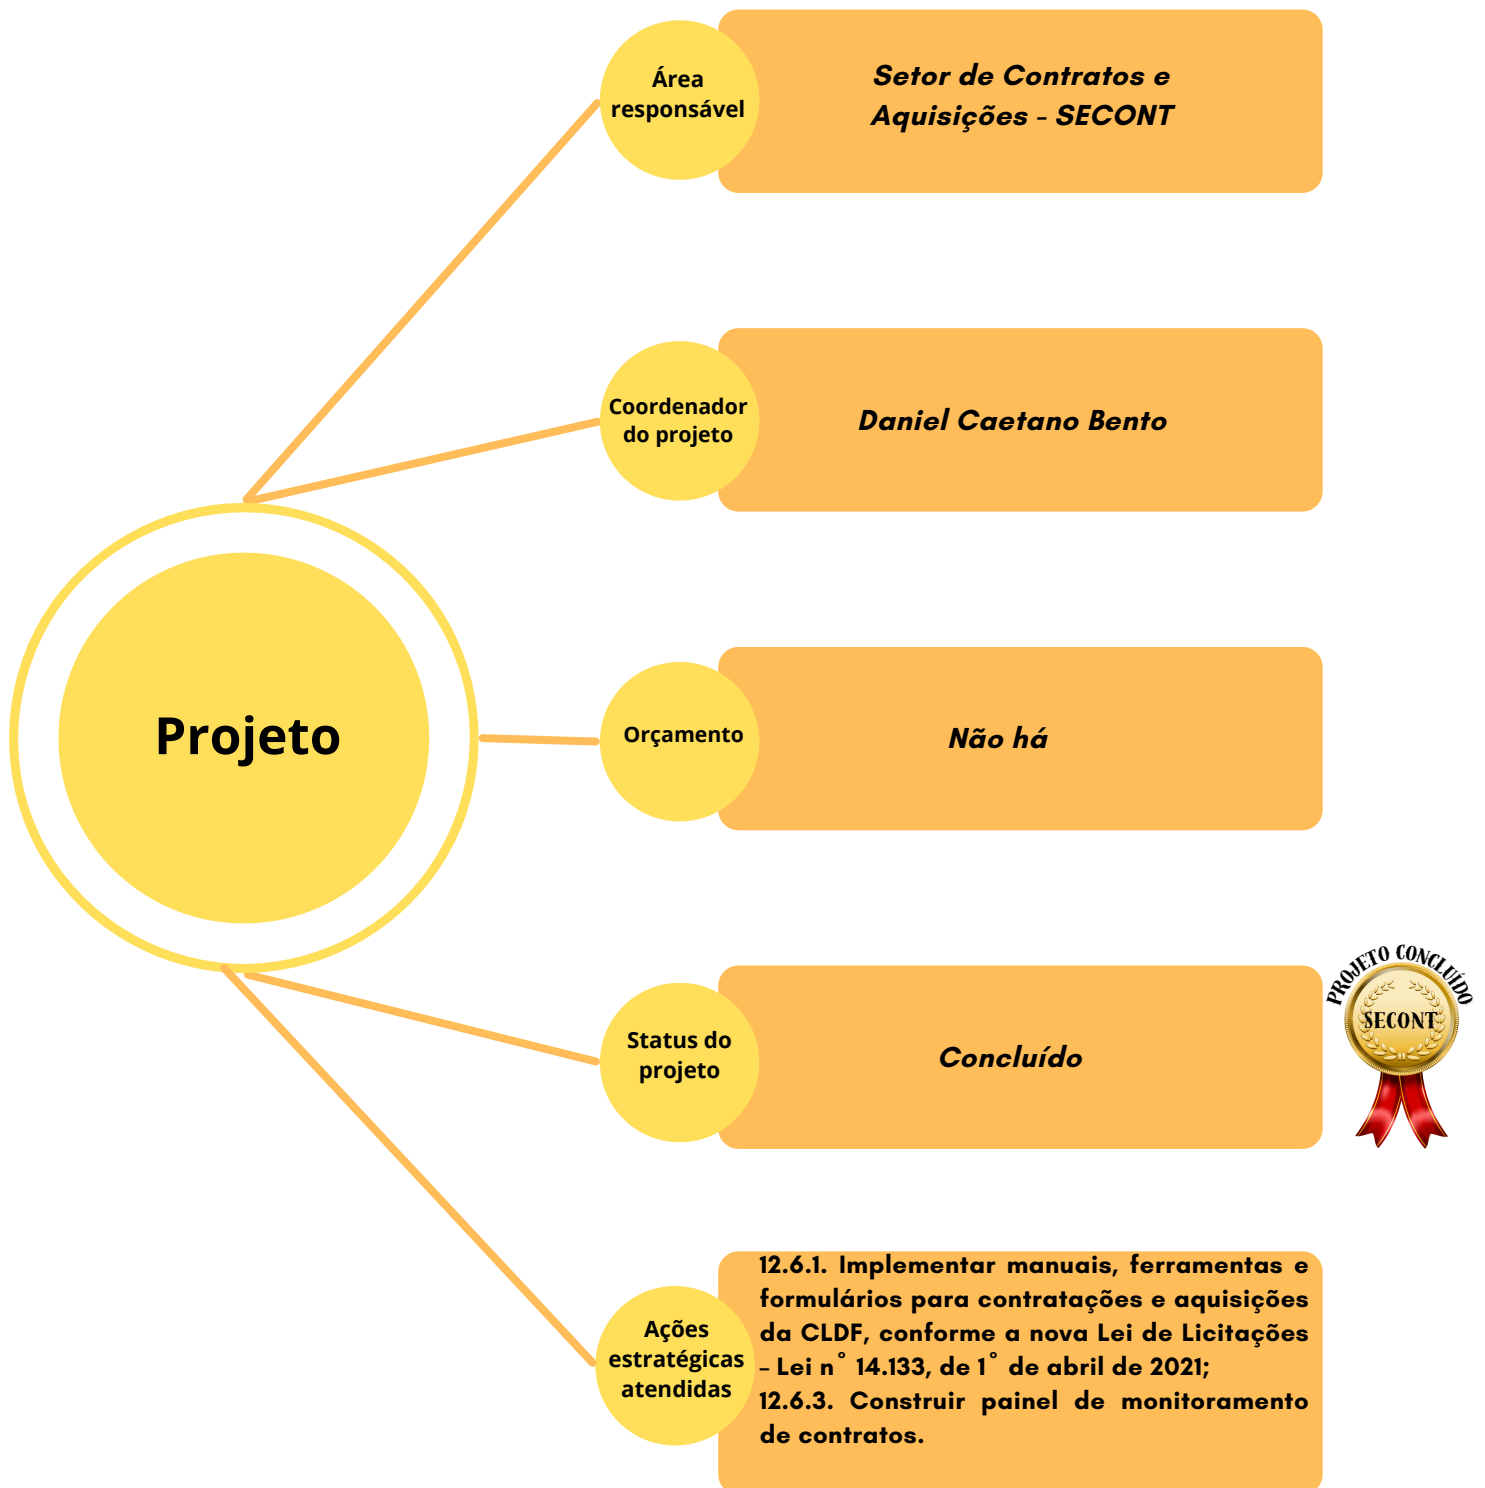 Área
responsável
Setor de Contratos e
Aquisições - SECONT
Coordenador
do projeto
Daniel Caetano Bento
Projeto
Orçamento
Não há
Status do
projeto
Concluído
PROJETO CONCLUÍDO
SECONT
Ações
estratégicas
atendidas
12.6.1. Implementar manuais, ferramentas e
formulários para contratações e aquisições
da CLDF, conforme a nova Lei de Licitações
– Lei n° 14.133, de 1° de abril de 2021;
12.6.3. Construir painel de monitoramento
de contratos.